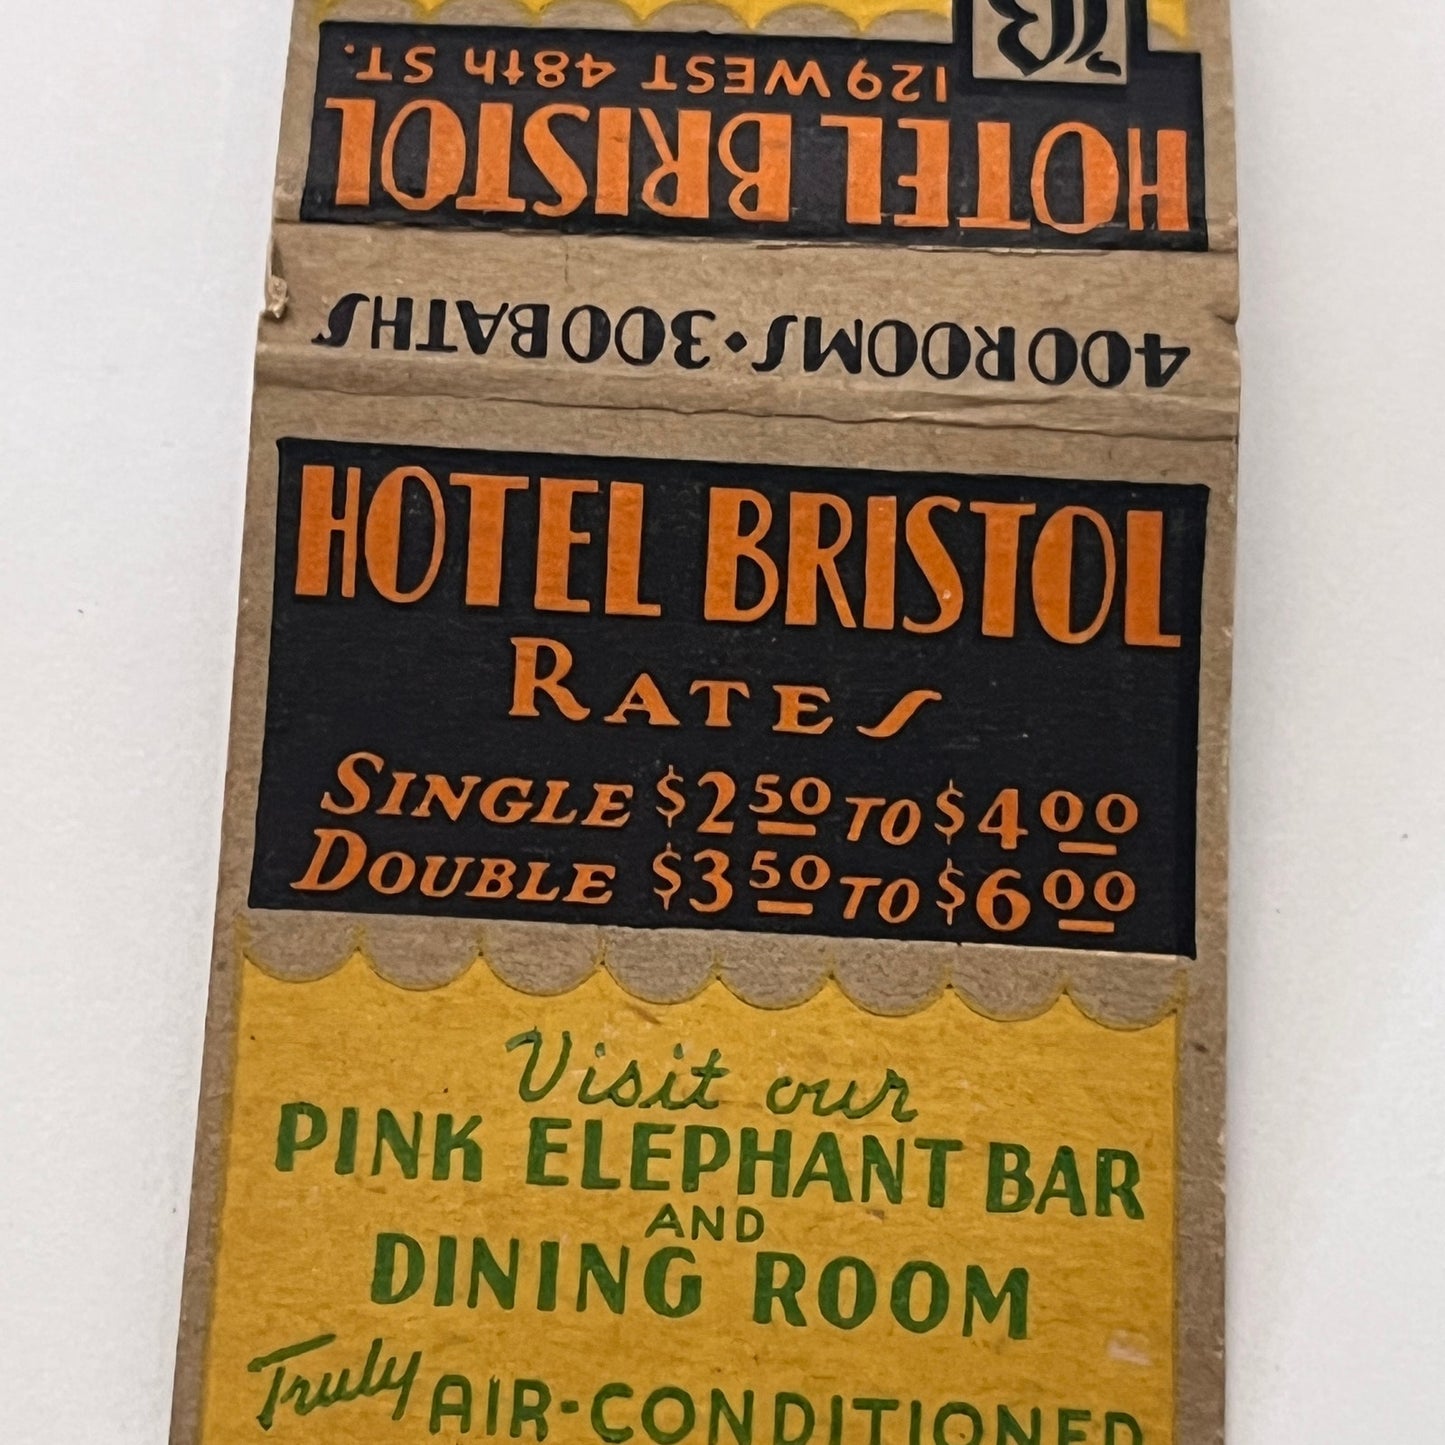 B
129 WEST 48th ST.
HOTEL BRISTOL
400 ROOMS • 300 BATHS
HOTEL BRISTOL
RATES
SINGLE $2.50 TO $4.00
DOUBLE $3.50 TO $6.00
Visit our
PINK ELEPHANT BAR
AND
DINING ROOM
Truly AIR-CONDITIONED